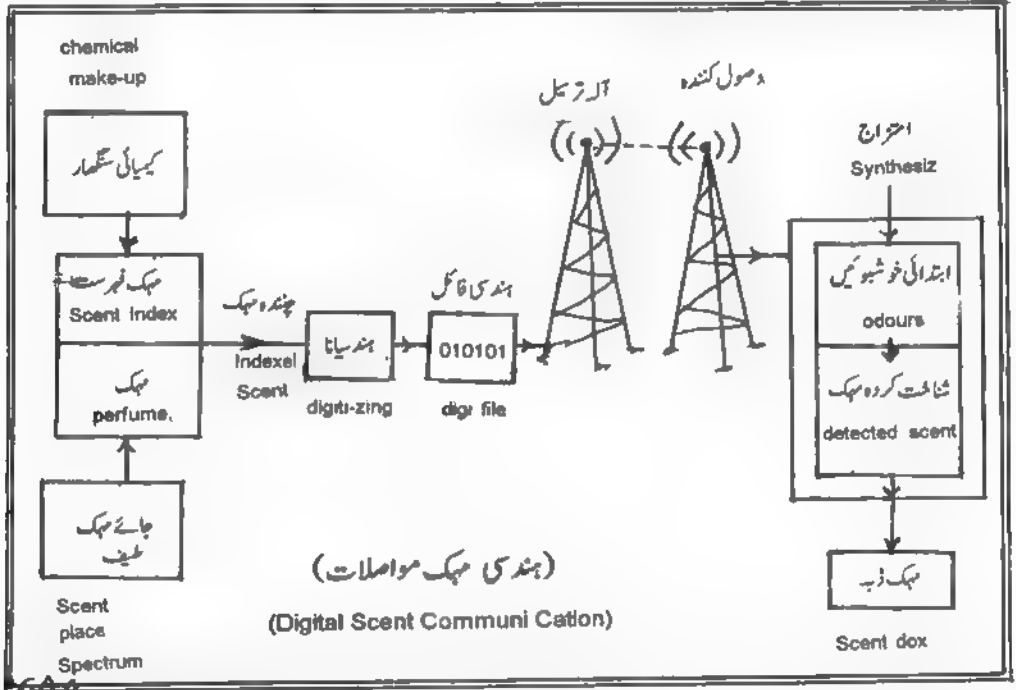 chemical
make-up
کیمیائی سنگھار
مہک فہرست
Scent Index
مہک
perfume.
جائے مہک
طیف
Scent
place
Spectrum
چنندہ مہک
Indexel
Scent
ہندسیانا
digiti-zing
ہندسی فائل
010101
digi file
آلہ ترسیل
وصول کنندہ
امتزاج
Synthesiz
ابتدائی خوشبوئیں
odours
شناخت کردہ مہک
detected scent
مہک ڈبہ
Scent dox
(ہندسی مہک مواصلات)
(Digital Scent Communi Cation)